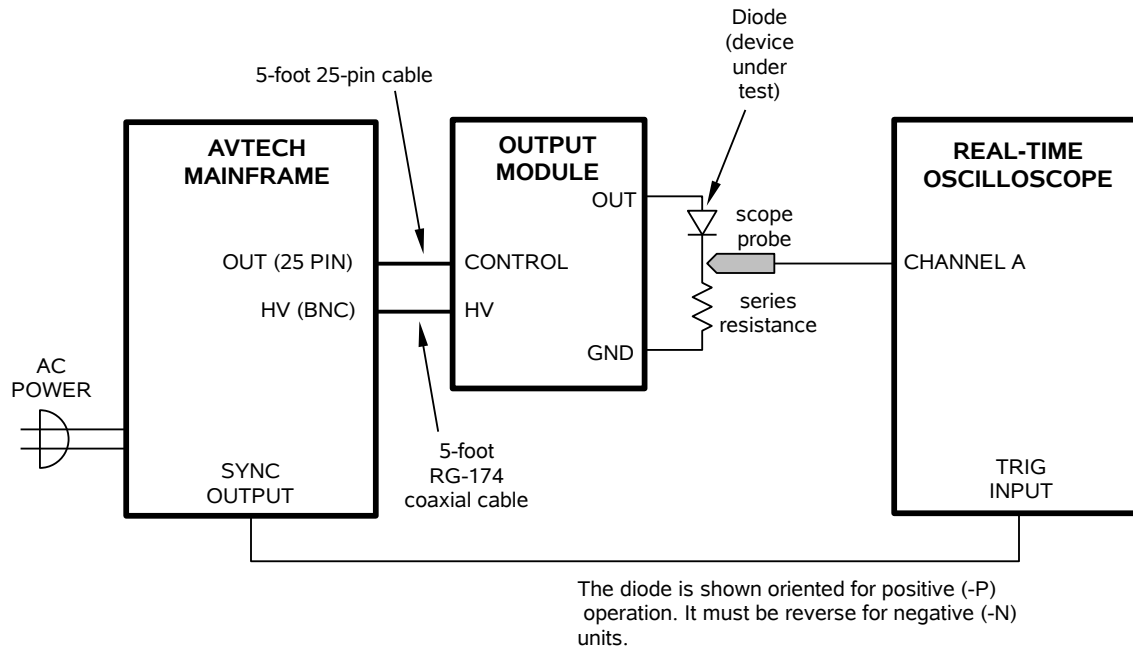 Diode
(device
under
test)
5-foot 25-pin cable
AVTECH
MAINFRAME
OUTPUT
MODULE
REAL-TIME
OSCILLOSCOPE
OUT
scope
probe
OUT (25 PIN)
CONTROL
CHANNEL A
HV (BNC)
HV
series
resistance
GND
AC
POWER
5-foot
RG-174
coaxial cable
SYNC
OUTPUT
TRIG
INPUT
The diode is shown oriented for positive (-P)
operation. It must be reverse for negative (-N)
units.